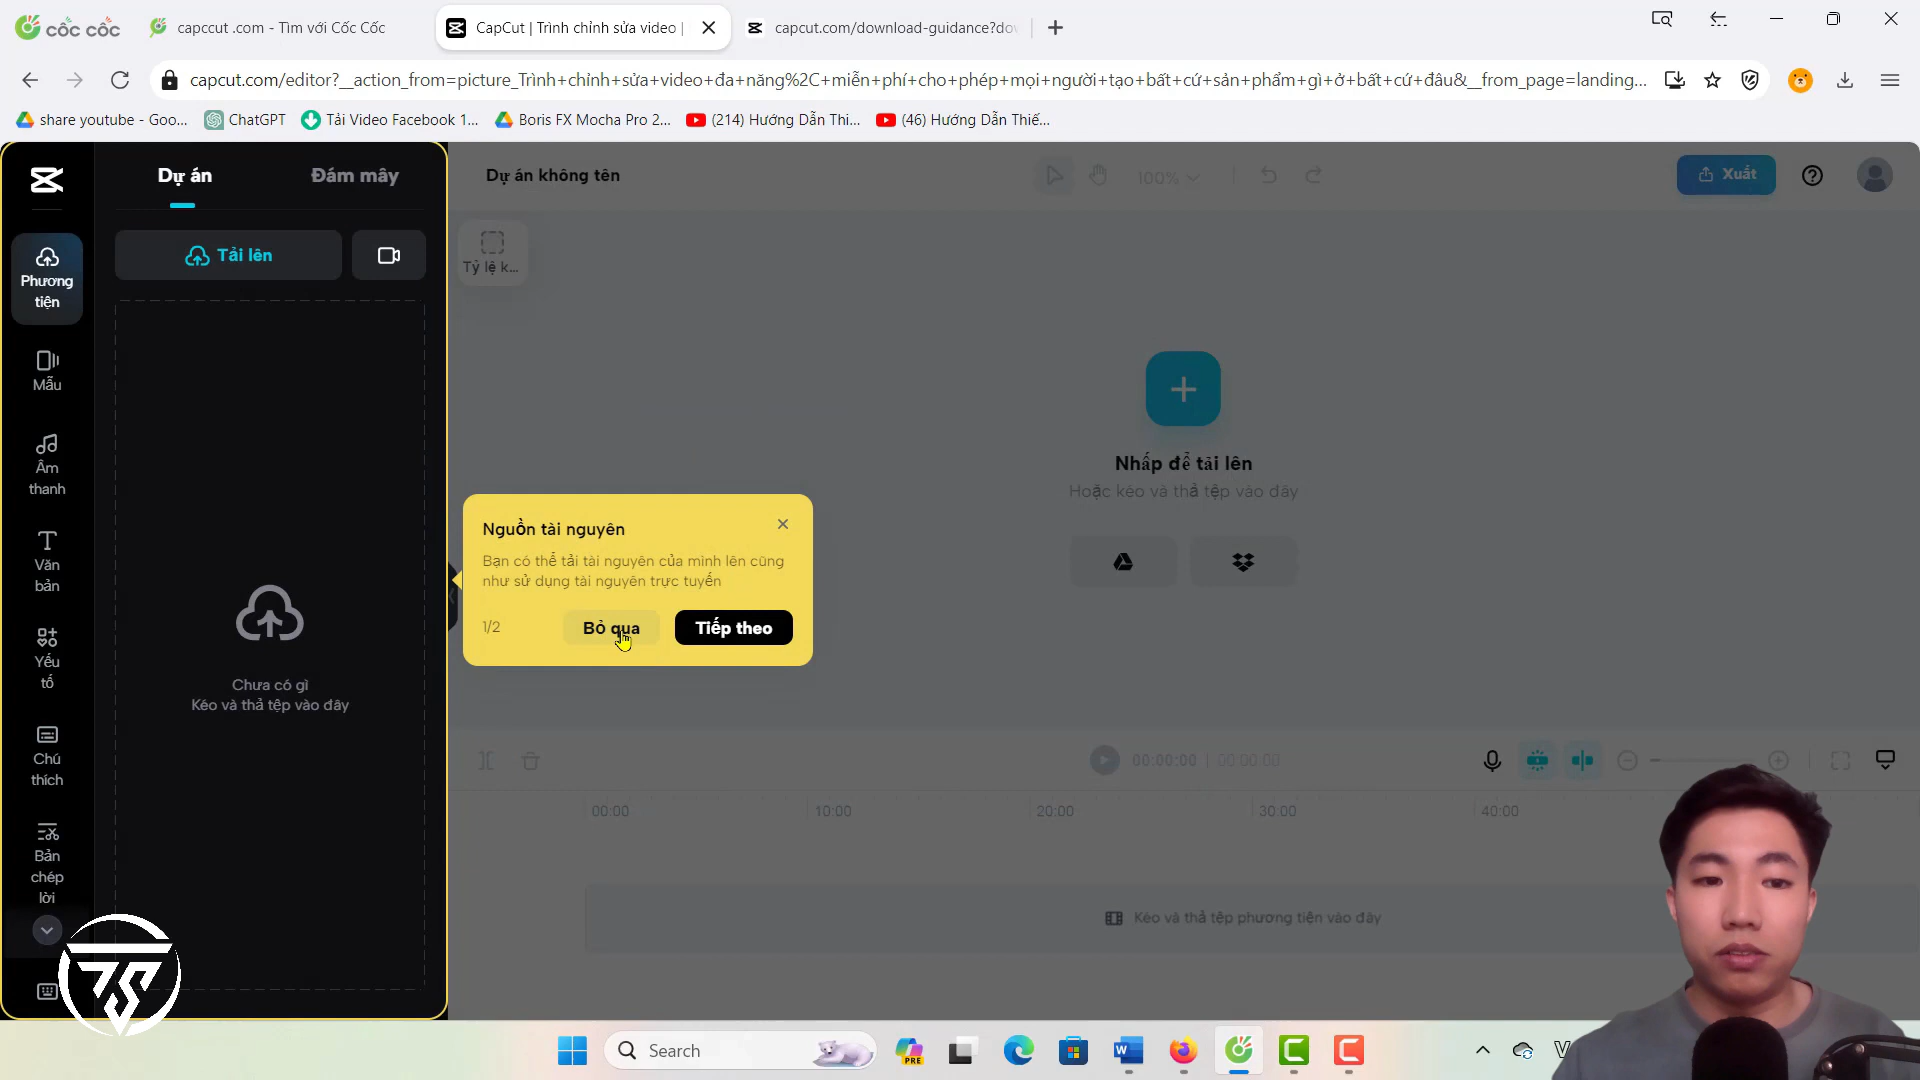 cốc cốc
capccut .com - Tìm với Cốc Cốc
CapCut | Trình chỉnh sửa video |
capcut.com/download-guidance?dov
capcut.com/editor?__action_from=picture_Trình+chỉnh+sửa+video+đa+năng%2C+miễn+phí+cho+phép+mọi+người+tạo+bất+cứ+sản+phẩm+gì+ở+bất+cứ+đâu&__from_page=landing...
share youtube - Goo...
ChatGPT
Tải Video Facebook 1...
Boris FX Mocha Pro 2...
(214) Hướng Dẫn Thi...
(46) Hướng Dẫn Thiế...
Dự án
Đám mây
Dự án không tên
100%
Xuất
Tải lên
Tỷ lệ k...
Phương
tiện
Mẫu
Âm
thanh
Văn
bản
Yếu
tố
Chú
thích
Bản
chép
lời
Chưa có gì
Kéo và thả tệp vào đây
Nhấp để tải lên
Hoặc kéo và thả tệp vào đây
Nguồn tài nguyên
Bạn có thể tải tài nguyên của mình lên cũng
như sử dụng tài nguyên trực tuyến
1/2
Bỏ qua
Tiếp theo
00:00:00 | 00:00:00
00:00
10:00
20:00
30:00
40:00
Kéo và thả tệp phương tiện vào đây
Search
PRE